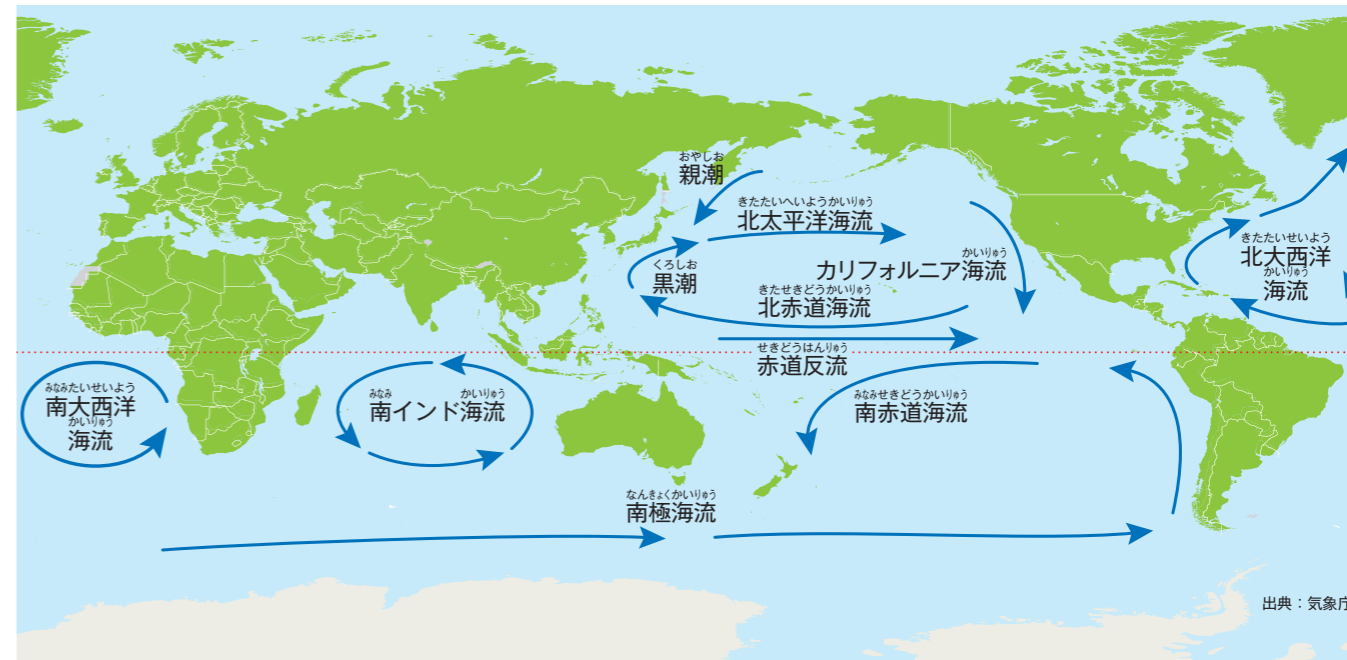 おやしお
親潮
きたたいへいようかいりゅう
北太平洋海流
くろしお
黒潮
かいりゅう
カリフォルニア海流
きたせきどうかいりゅう
北赤道海流
きたたいせいよう
北大西洋
かいりゅう
海流
せきどうはんりゅう
赤道反流
みなみたいせいよう
南大西洋
かいりゅう
海流
みなみ かいりゅう
南インド海流
みなみせきどうかいりゅう
南赤道海流
なんきょくかいりゅう
南極海流
出典：気象庁